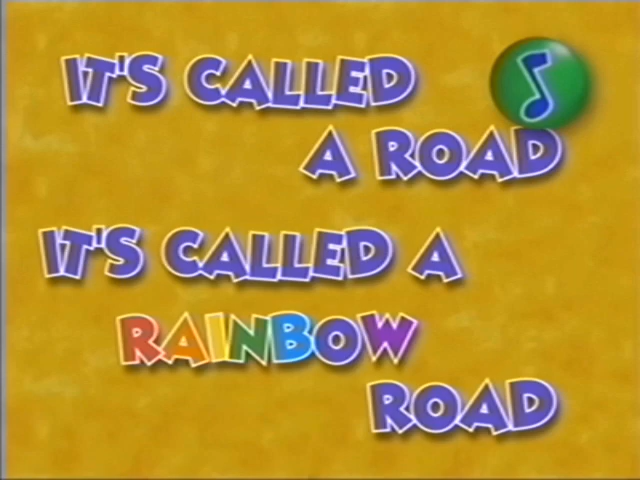 IT'S CALLED
A ROAD
IT'S CALLED A
RAINBOW
ROAD